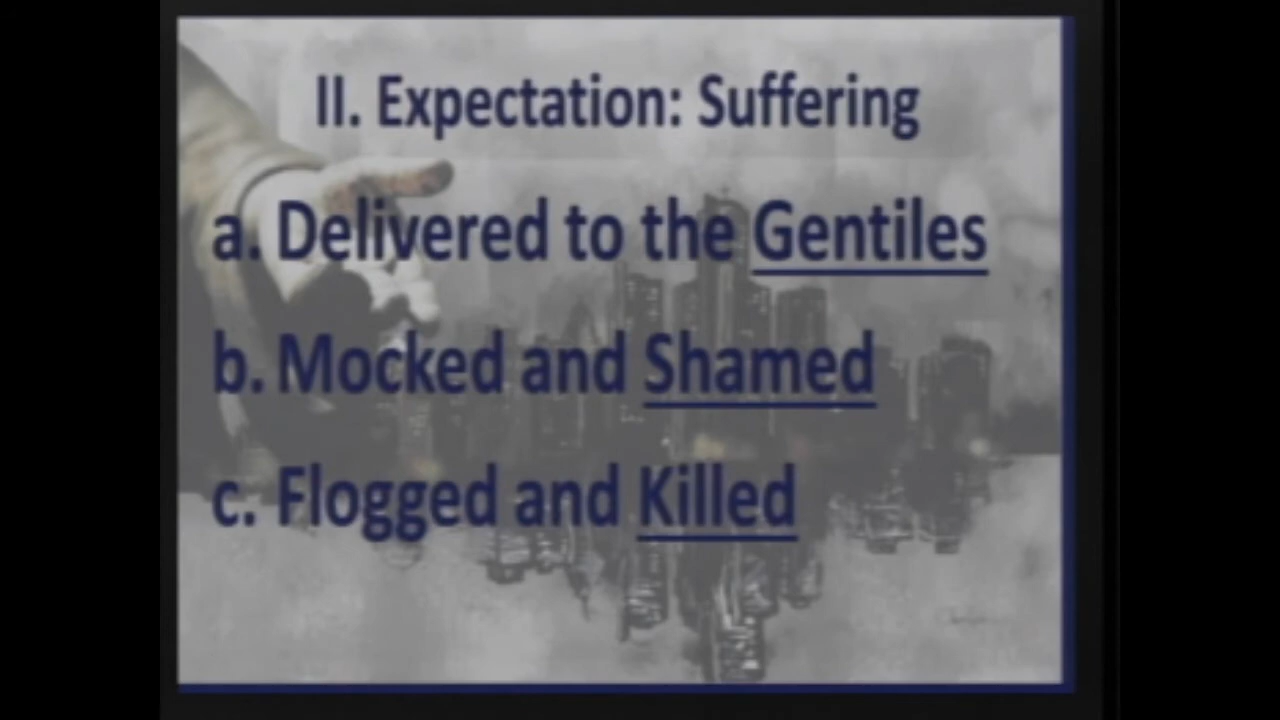 II. Expectation: Suffering
a. Delivered to the Gentiles
b. Mocked and Shamed
c. Flogged and Killed